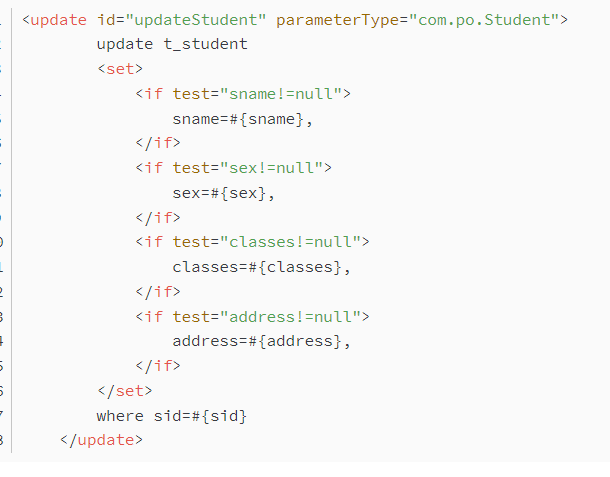 <update id="updateStudent" parameterType="com.po.Student">
update t_student
<set>
<if test="sname!=null">
sname=#{sname},
</if>
<if test="sex!=null">
sex=#{sex},
</if>
<if test="classes!=null">
classes=#{classes},
</if>
<if test="address!=null">
address=#{address},
</if>
</set>
where sid=#{sid}
</update>